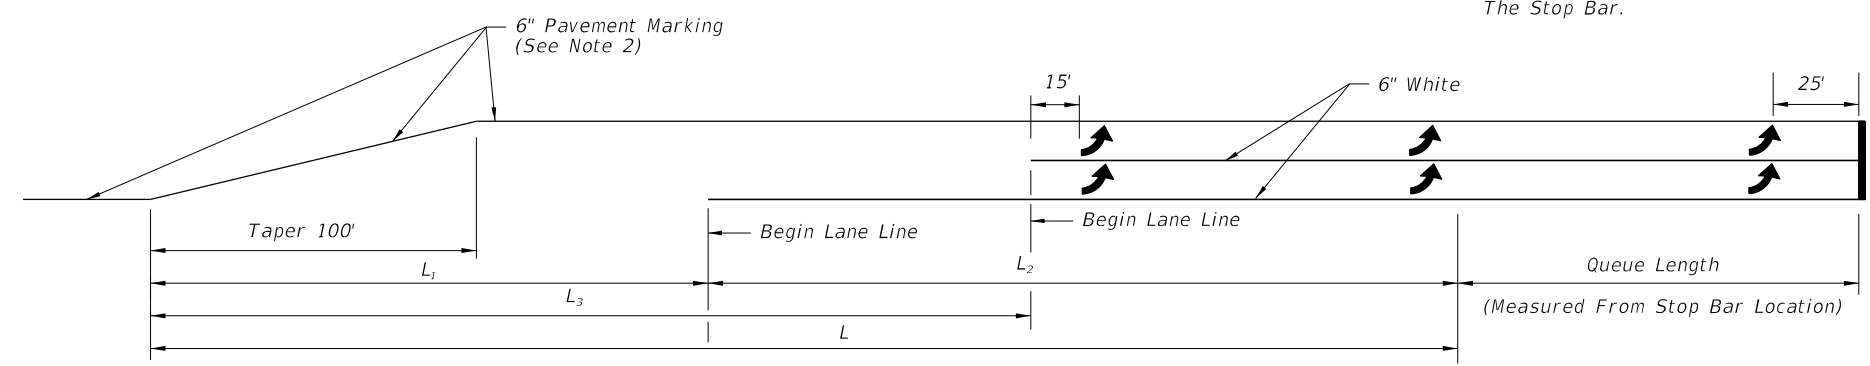 The Stop Bar.
6" Pavement Marking
(See Note 2)
15'
6" White
25'
Begin Lane Line
Begin Lane Line
Taper 100'
L₁
L₂
Queue Length
L₃
(Measured From Stop Bar Location)
L